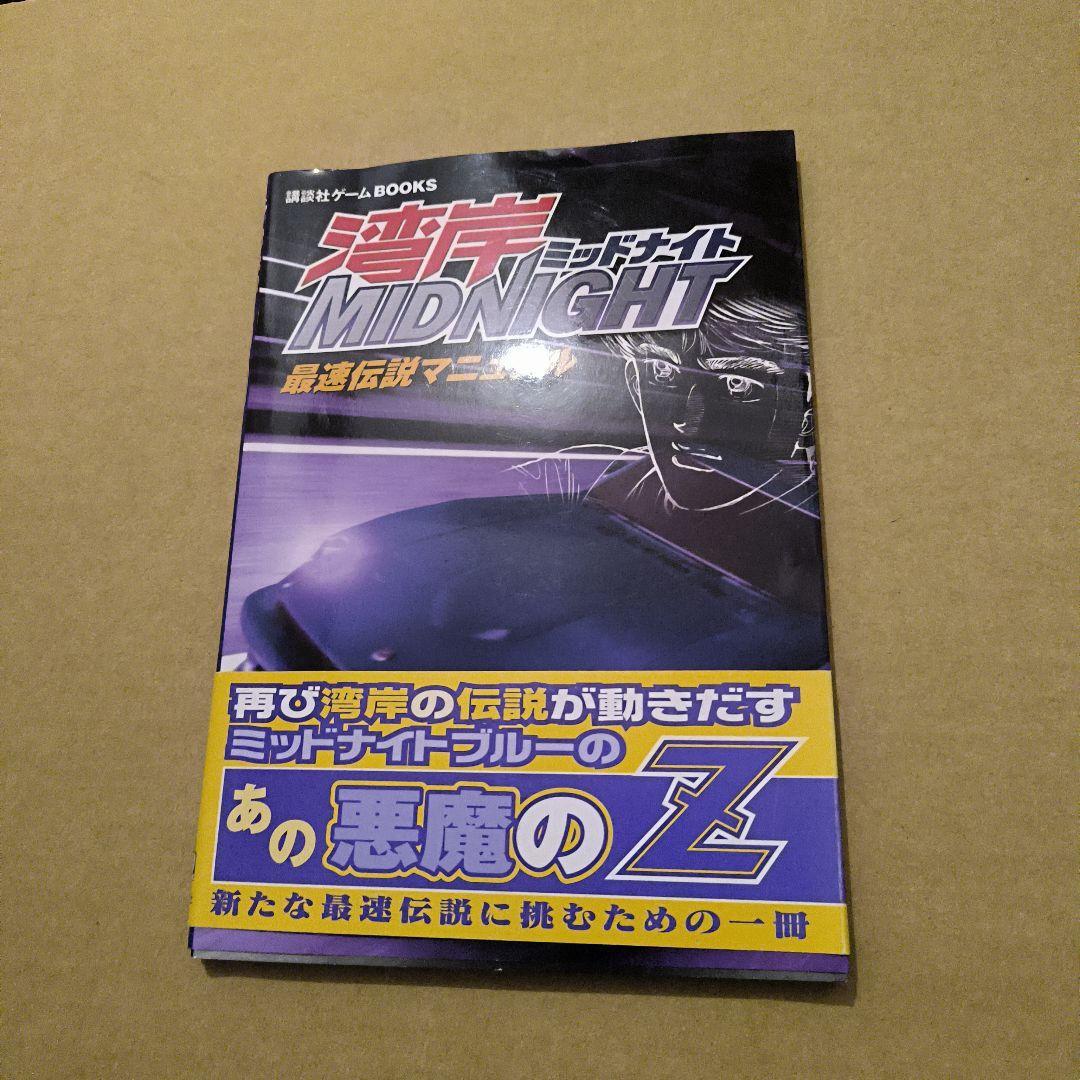 講談社ゲームBOOKS
湾岸ミッドナイト
MIDNIGHT
最速伝説マニュアル
再び湾岸の伝説が動きだす
ミッドナイトブルーの
あの悪魔のZ
新たな最速伝説に挑むための一冊